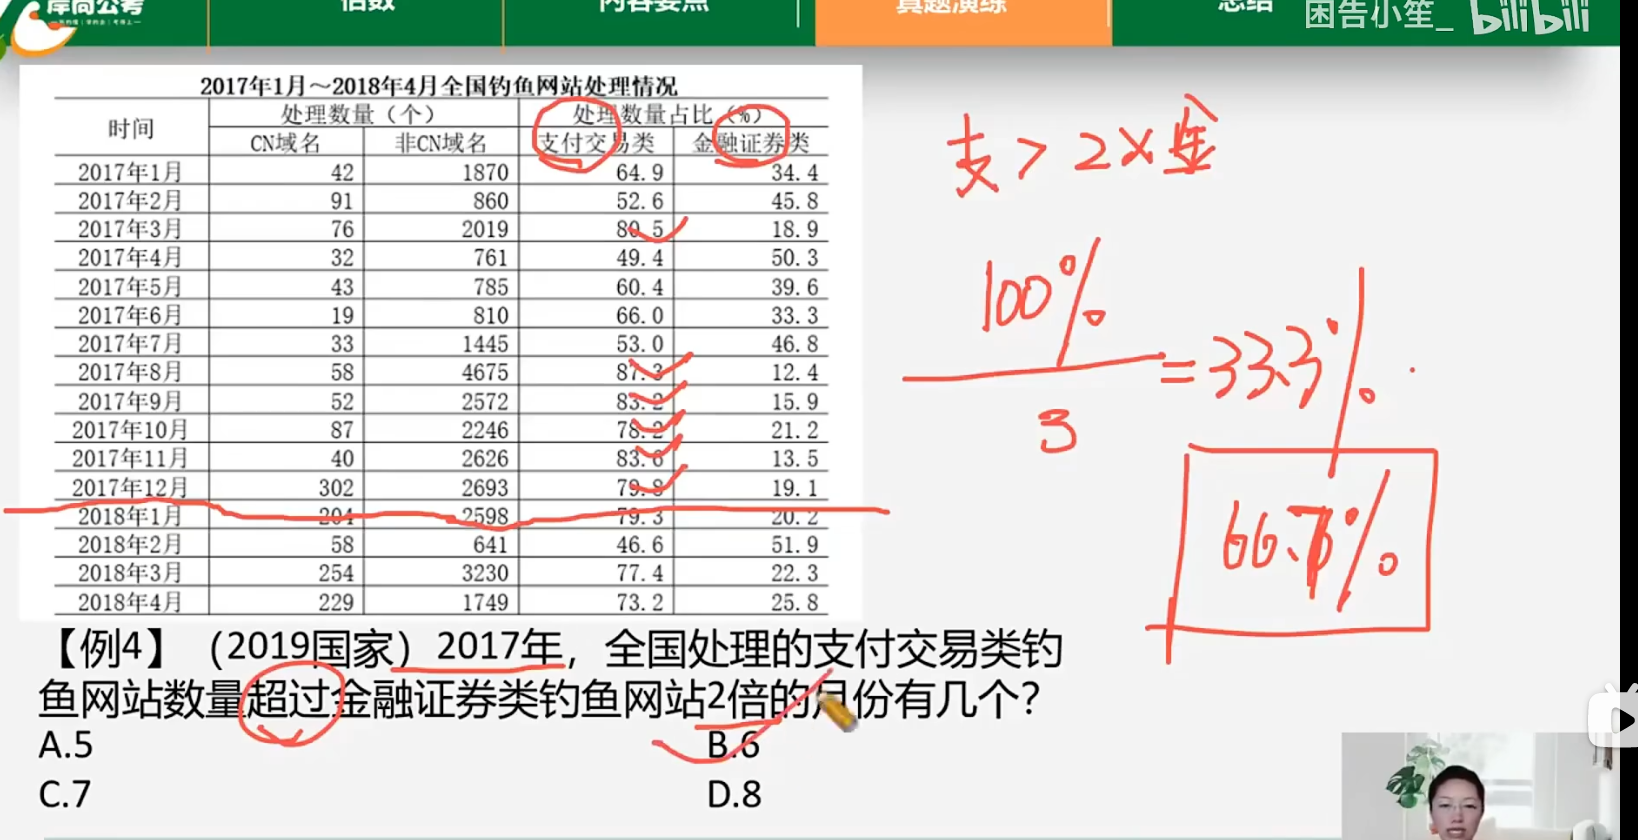 岸尚公考
倍数 内容要点 真题演练 总结
困告小笙_ bilibili
2017年1月～2018年4月全国钓鱼网站处理情况
时间 处理数量（个） 处理数量占比（%）
CN域名 非CN域名 支付交易类 金融证券类
2017年1月 42 1870 64.9 34.4
2017年2月 91 860 52.6 45.8
2017年3月 76 2019 80.5 18.9
2017年4月 32 761 49.4 50.3
2017年5月 43 785 60.4 39.6
2017年6月 19 810 66.0 33.3
2017年7月 33 1445 53.0 46.8
2017年8月 58 4675 87.3 12.4
2017年9月 52 2572 83.2 15.9
2017年10月 87 2246 78.2 21.2
2017年11月 40 2626 83.6 13.5
2017年12月 302 2693 79.8 19.1
2018年1月 204 2598 79.3 20.2
2018年2月 58 641 46.6 51.9
2018年3月 254 3230 77.4 22.3
2018年4月 229 1749 73.2 25.8
支 > 2 × 金
100%
3
= 33.3%
66.7%
【例4】（2019国家）2017年，全国处理的支付交易类钓
鱼网站数量超过金融证券类钓鱼网站2倍的月份有几个？
A.5 B.6
C.7 D.8